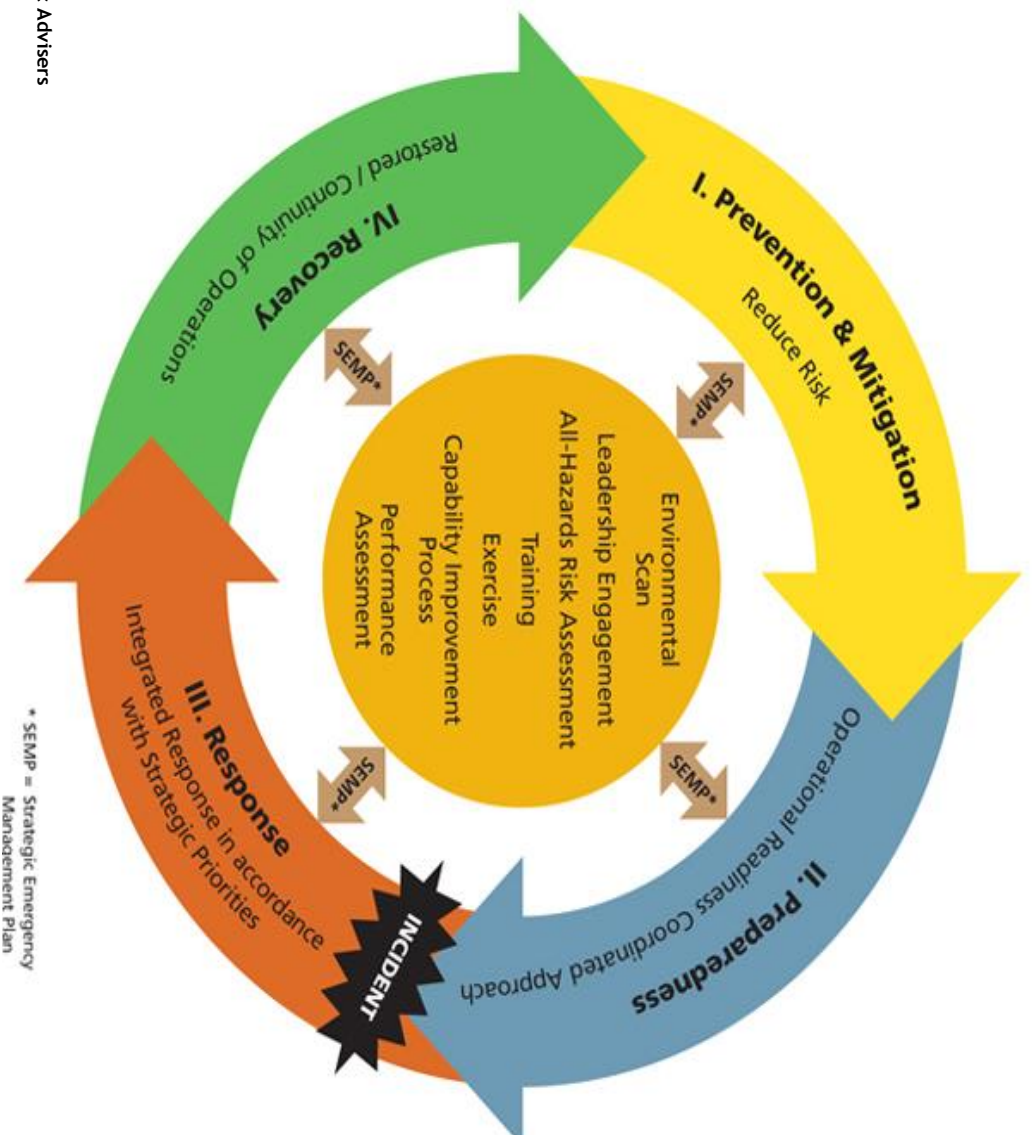 : Advisers
I. Prevention & Mitigation
Reduce Risk
II. Preparedness
Operational Readiness Coordinated Approach
INCIDENT
III. Response
Integrated Response in accordance
with Strategic Priorities
IV. Recovery
Restored / Continuity of Operations
SEMP*
SEMP*
SEMP*
SEMP*
Environmental
Scan
Leadership Engagement
All-Hazards Risk Assessment
Training
Exercise
Capability Improvement
Process
Performance
Assessment
* SEMP = Strategic Emergency
Management Plan